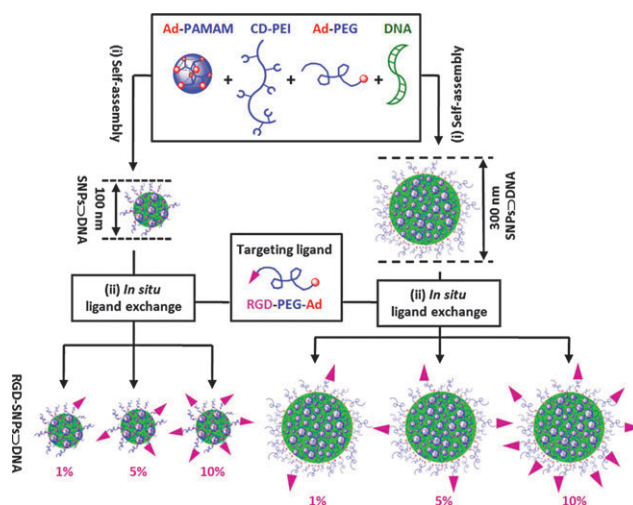 Ad-PAMAM CD-PEI Ad-PEG DNA
+ + +
(i) Self-assembly
(i) Self-assembly
SNPs⊃DNA
100 nm
300 nm
SNPs⊃DNA
Targeting ligand
RGD-PEG-Ad
(ii) In situ
ligand exchange
(ii) In situ
ligand exchange
RGD-SNPs⊃DNA
1% 5% 10%
1% 5% 10%